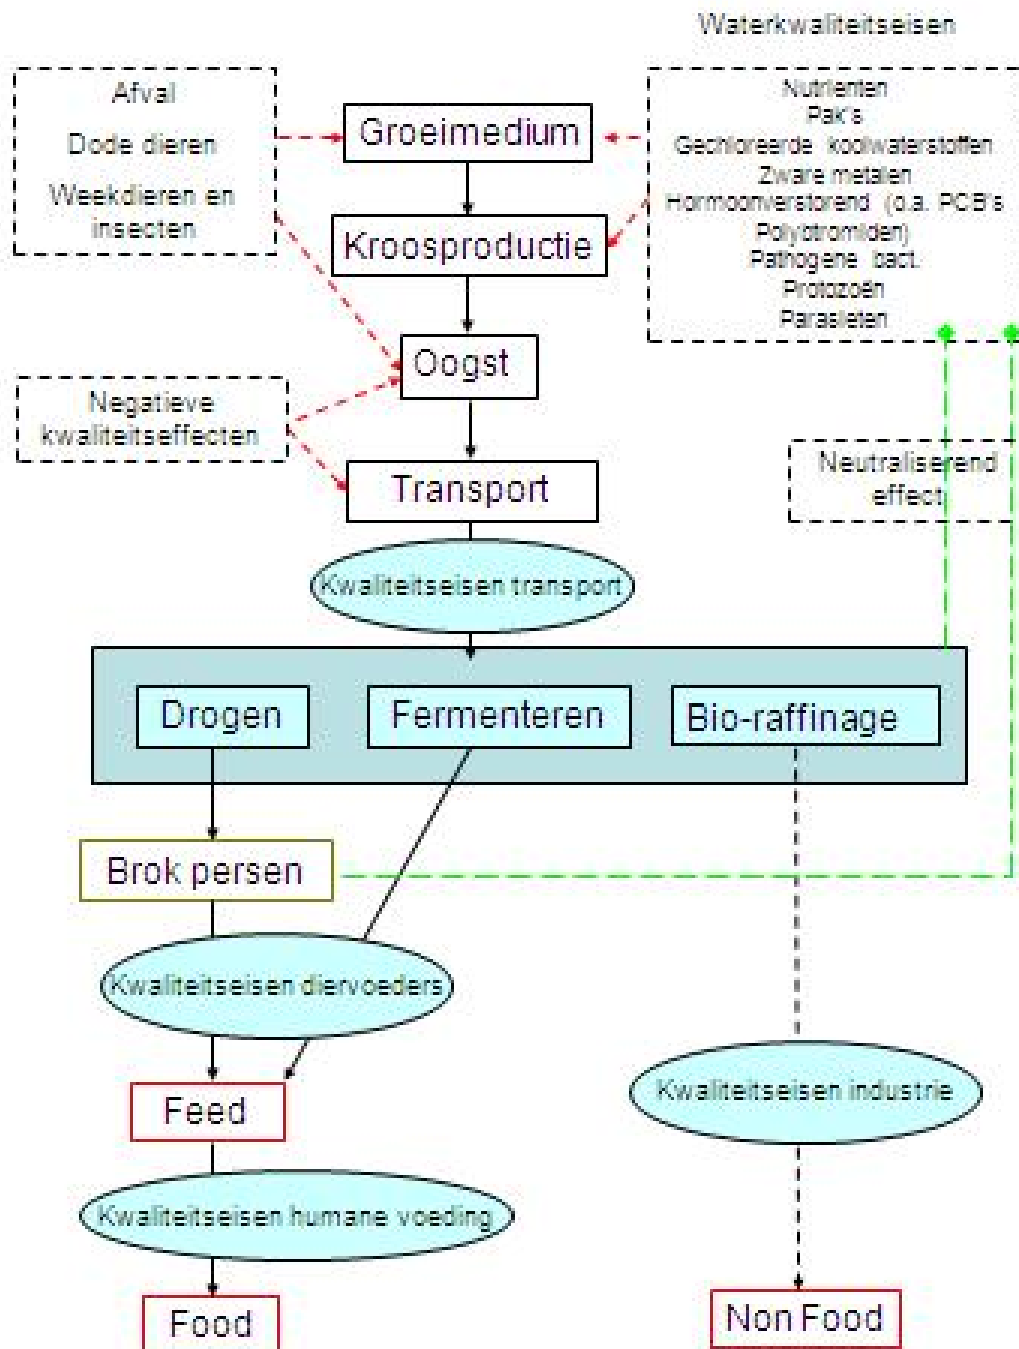 Waterkwaliteitseisen
Afval
Dode dieren
Weekdieren en
insecten
Groeimedium
Nutrienten
Pak's
Gechloreerde koolwaterstoffen
Zware metalen
Hormoonverstorend (o.a. PCB's
Polybtromiden)
Pathogene bact.
Protozoën
Parasieten
Kroosproductie
Oogst
Negatieve
kwaliteitseffecten
Transport
Neutraliserend
effect
Kwaliteitseisen transport
Drogen
Fermenteren
Bio-raffinage
Brok persen
Kwaliteitseisen diervoeders
Feed
Kwaliteitseisen industrie
Kwaliteitseisen humane voeding
Food
Non Food